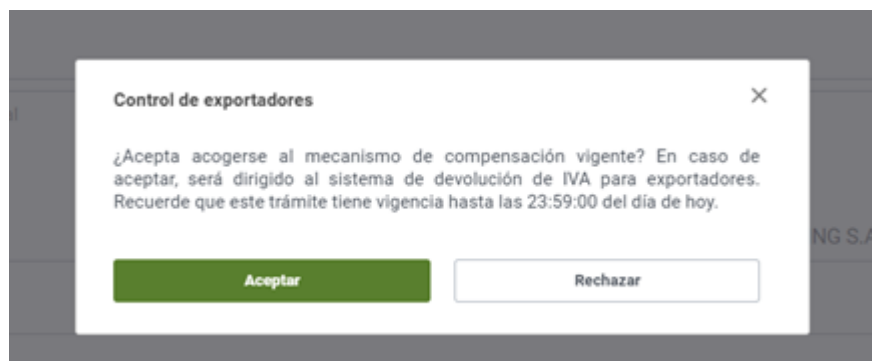 Control de exportadores
¿Acepta acogerse al mecanismo de compensación vigente? En caso de
aceptar, será dirigido al sistema de devolución de IVA para exportadores.
Recuerde que este trámite tiene vigencia hasta las 23:59:00 del día de hoy.
NG S.A
Aceptar
Rechazar